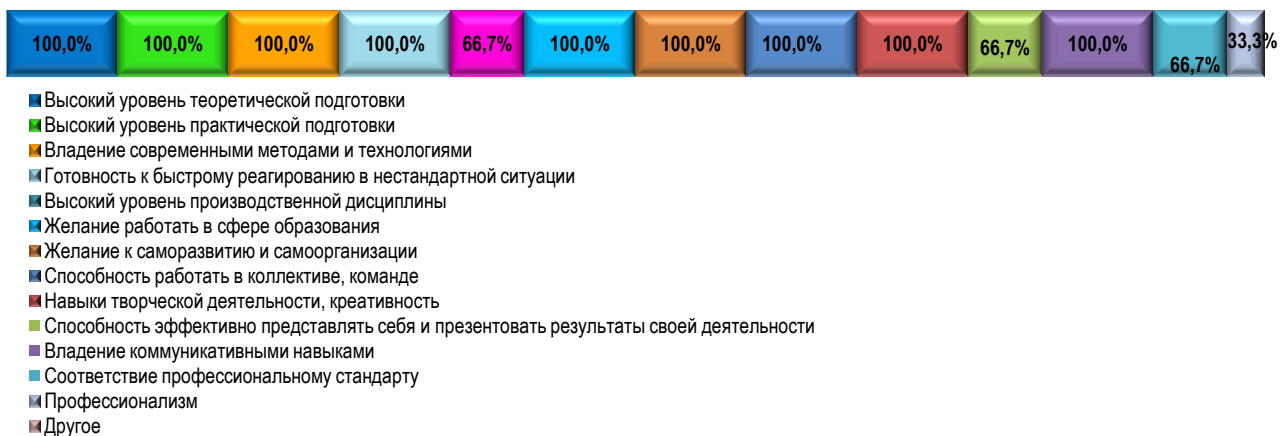 100,0% 100,0% 100,0% 100,0% 66,7% 100,0% 100,0% 100,0% 100,0% 66,7% 100,0% 66,7% 33,3%
Высокий уровень теоретической подготовки
Высокий уровень практической подготовки
Владение современными методами и технологиями
Готовность к быстрому реагированию в нестандартной ситуации
Высокий уровень производственной дисциплины
Желание работать в сфере образования
Желание к саморазвитию и самоорганизации
Способность работать в коллективе, команде
Навыки творческой деятельности, креативность
Способность эффективно представлять себя и презентовать результаты своей деятельности
Владение коммуникативными навыками
Соответствие профессиональному стандарту
Профессионализм
Другое